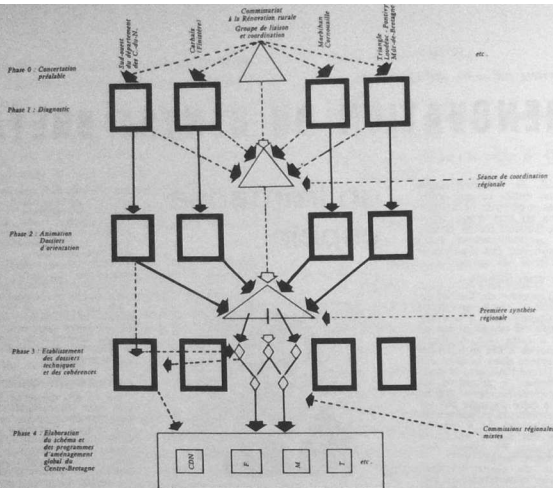 Commissariat
à la Rénovation rurale
Groupe de liaison
et coordination
Sud-ouest
du département
des C.-du-N.
Carhaix
(Finistère)
Morbihan
Cornouaille
Triangle
Loudéac - Pontivy
Mûr-de-Bretagne
etc.
Phase 0 : Concertation
préalable
Phase 1 : Diagnostic
Séance de coordination
régionale
Phase 2 : Animation
Dossiers
d'orientation
Première synthèse
régionale
Phase 3 : Etablissement
des dossiers
techniques
et des cohérences
Commissions régionales
mixtes
Phase 4 : Elaboration
du schéma et
des programmes
d'aménagement
global du
Centre-Bretagne
CDN
F
M
T
etc.